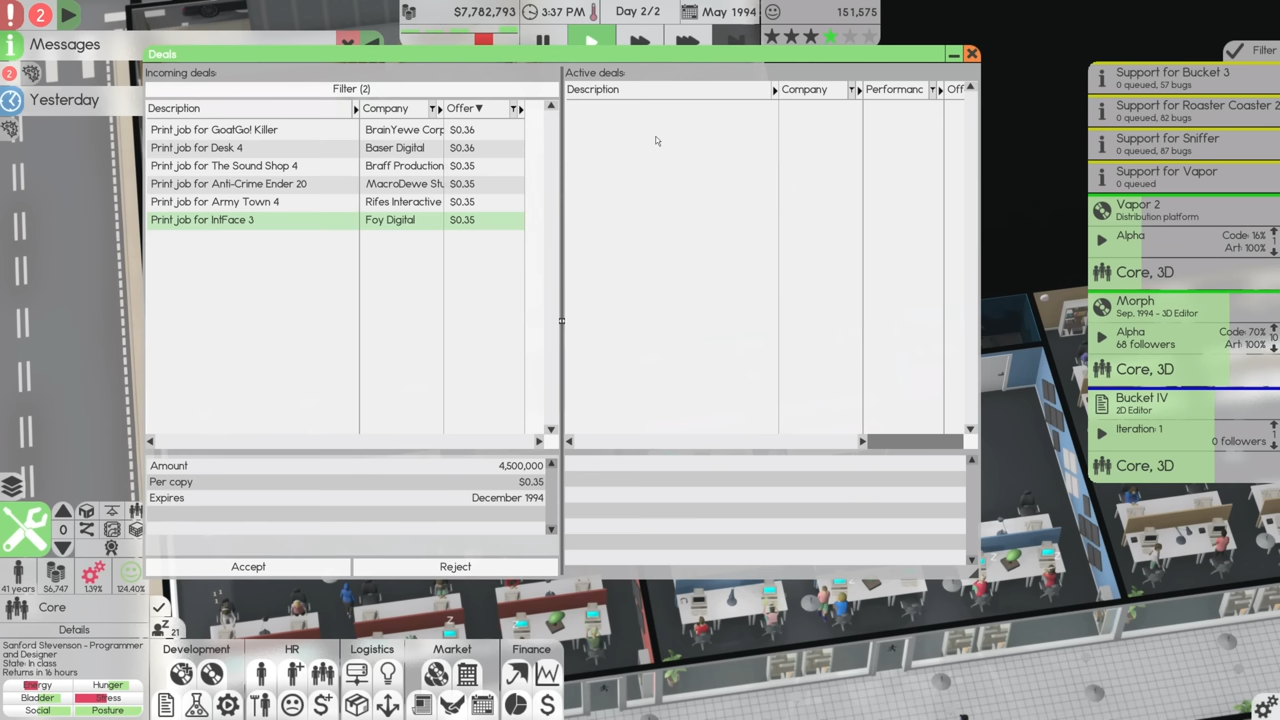 2
$7,782,793
3:37 PM
Day 2/2
May 1994
151,575
Messages
2
Yesterday
Deals
Incoming deals:
Filter (2)
Description
Company
Offer▼
Print job for GoatGo! Killer
BrainYewe Corp
$0.36
Print job for Desk 4
Baser Digital
$0.36
Print job for The Sound Shop 4
Braff Production
$0.35
Print job for Anti-Crime Ender 20
MacroDewe Stu
$0.35
Print job for Army Town 4
Rifes Interactive
$0.35
Print job for IntFace 3
Foy Digital
$0.35
Amount
4,500,000
Per copy
$0.35
Expires
December 1994
Accept
Reject
Active deals:
Description
Company
Performanc
Off
Filter
Support for Bucket 3
0 queued, 57 bugs
Support for Roaster Coaster 2
0 queued, 82 bugs
Support for Sniffer
0 queued, 87 bugs
Support for Vapor
0 queued
Vapor 2
Distribution platform
Alpha
Code: 16%
Art: 100%
1
Core, 3D
Morph
Sep, 1994 - 3D Editor
Alpha
68 followers
Code: 70%
Art: 100%
10
Core, 3D
Bucket IV
2D Editor
Iteration: 1
0 followers
1
Core, 3D
0
41 years
$6,747
1.39%
124.40%
Core
Details
Sanford Stevenson - Programmer
and Designer
State: In class
Returns in 16 hours
Energy
Hunger
Bladder
Stress
Social
Posture
z
21
Development
HR
Logistics
Market
Finance